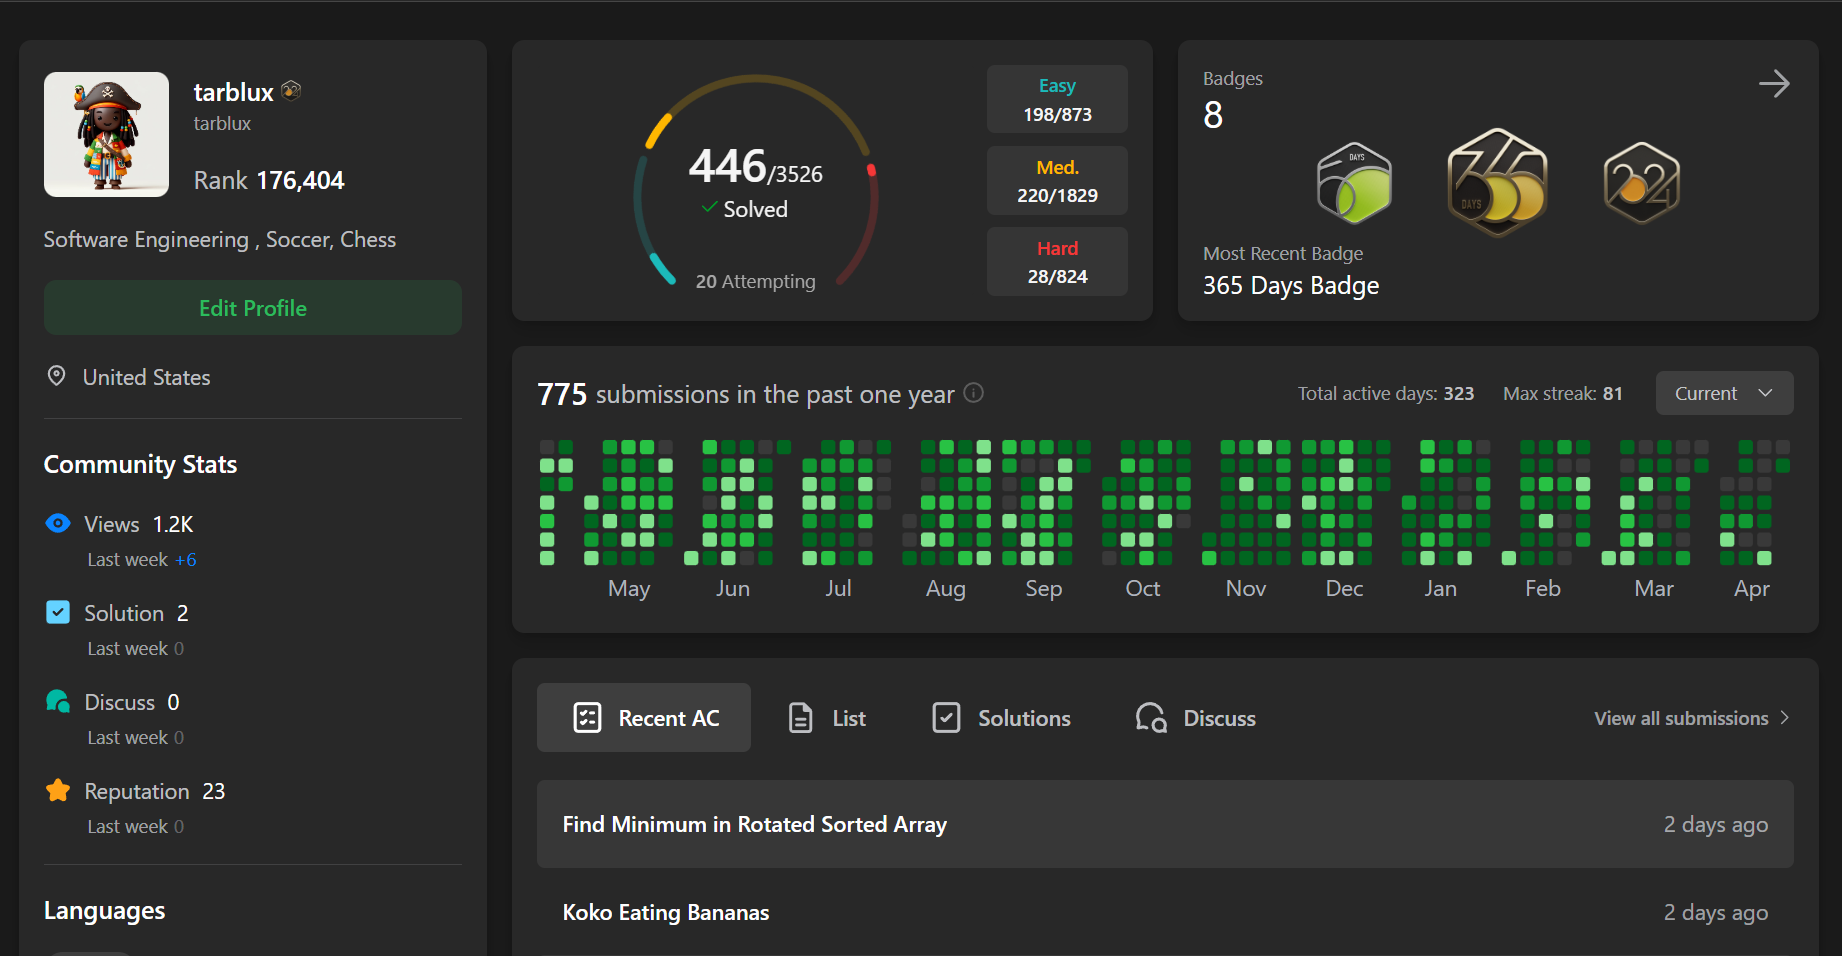 tarblux
tarblux
Rank 176,404
Software Engineering , Soccer, Chess
Edit Profile
United States
Community Stats
Views 1.2K
Last week +6
Solution 2
Last week 0
Discuss 0
Last week 0
Reputation 23
Last week 0
Languages
446/3526
Solved
20 Attempting
Easy
198/873
Med.
220/1829
Hard
28/824
Badges
8
DAYS
365
DAYS
2024
Most Recent Badge
365 Days Badge
775 submissions in the past one year
Total active days: 323
Max streak: 81
Current
May Jun Jul Aug Sep Oct Nov Dec Jan Feb Mar Apr
Recent AC
List
Solutions
Discuss
View all submissions
Find Minimum in Rotated Sorted Array
2 days ago
Koko Eating Bananas
2 days ago